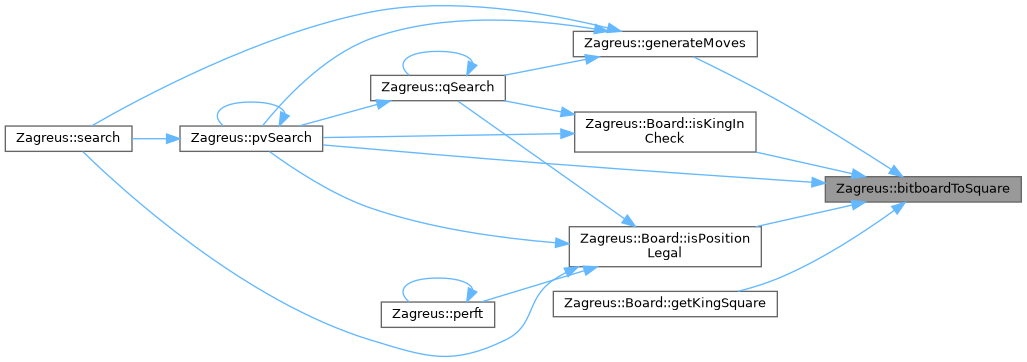 Zagreus::generateMoves
Zagreus::qSearch
Zagreus::search
Zagreus::pvSearch
Zagreus::Board::isKingIn
Check
Zagreus::bitboardToSquare
Zagreus::Board::isPosition
Legal
Zagreus::Board::getKingSquare
Zagreus::perft